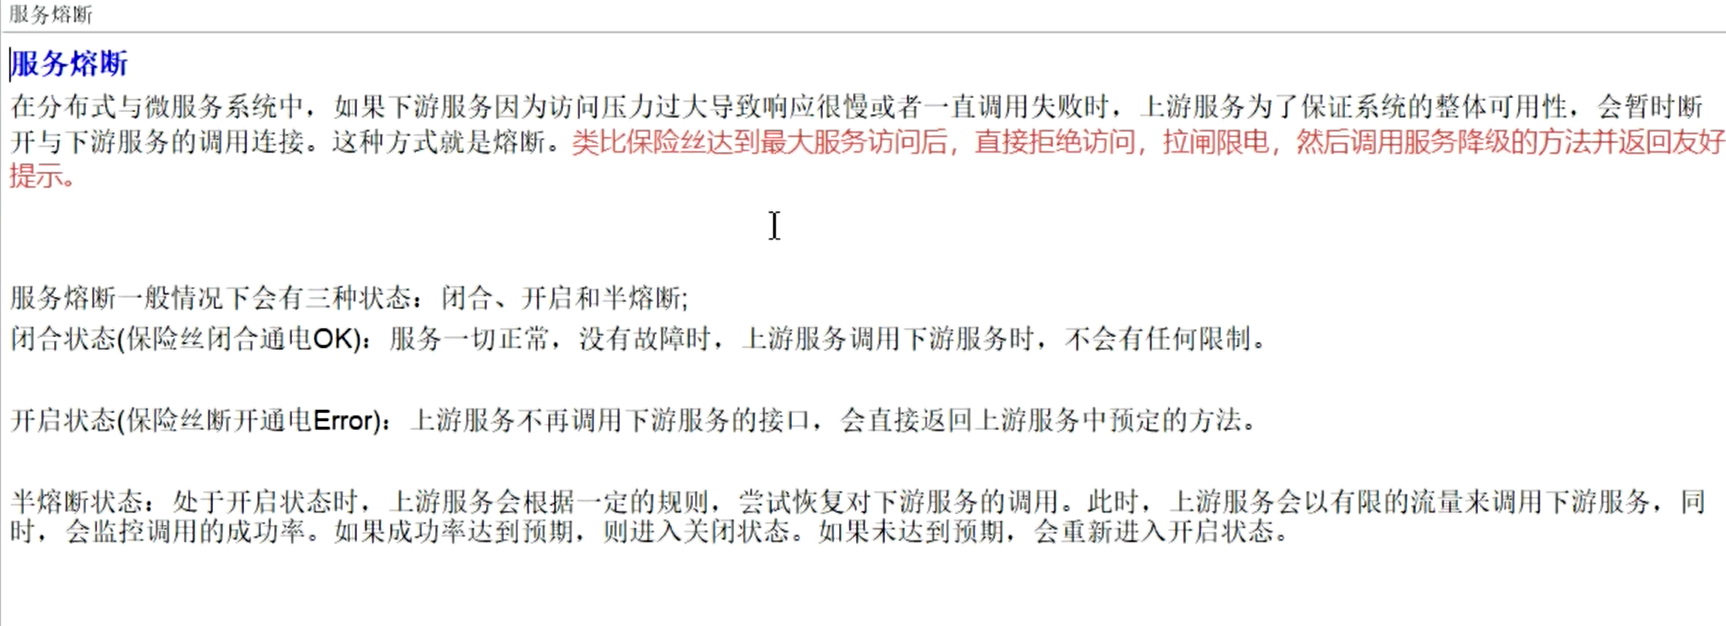 服务熔断
服务熔断
在分布式与微服务系统中，如果下游服务因为访问压力过大导致响应很慢或者一直调用失败时，上游服务为了保证系统的整体可用性，会暂时断
开与下游服务的调用连接。这种方式就是熔断。类比保险丝达到最大服务访问后，直接拒绝访问，拉闸限电，然后调用服务降级的方法并返回友好
提示。
服务熔断一般情况下会有三种状态：闭合、开启和半熔断;
闭合状态(保险丝闭合通电OK)：服务一切正常，没有故障时，上游服务调用下游服务时，不会有任何限制。
开启状态(保险丝断开通电Error)：上游服务不再调用下游服务的接口，会直接返回上游服务中预定的方法。
半熔断状态：处于开启状态时，上游服务会根据一定的规则，尝试恢复对下游服务的调用。此时，上游服务会以有限的流量来调用下游服务，同
时，会监控调用的成功率。如果成功率达到预期，则进入关闭状态。如果未达到预期，会重新进入开启状态。